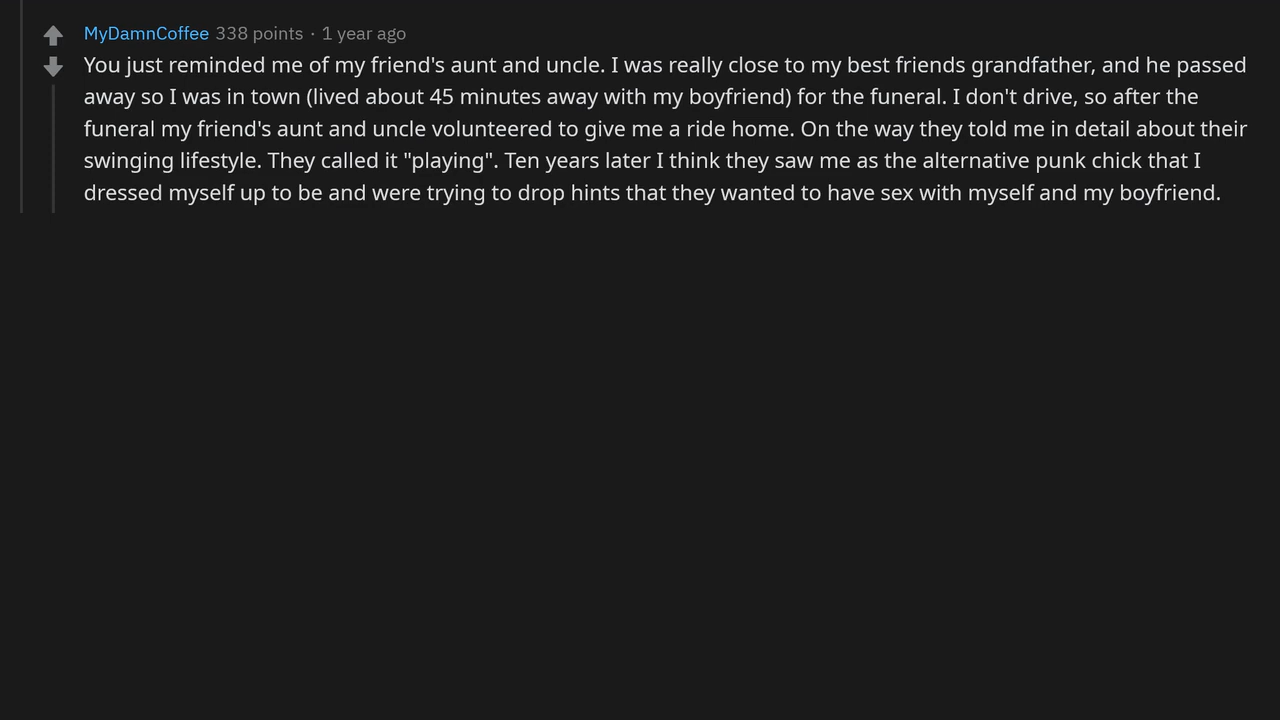 MyDamnCoffee 338 points · 1 year ago
You just reminded me of my friend's aunt and uncle. I was really close to my best friends grandfather, and he passed
away so I was in town (lived about 45 minutes away with my boyfriend) for the funeral. I don't drive, so after the
funeral my friend's aunt and uncle volunteered to give me a ride home. On the way they told me in detail about their
swinging lifestyle. They called it "playing". Ten years later I think they saw me as the alternative punk chick that I
dressed myself up to be and were trying to drop hints that they wanted to have sex with myself and my boyfriend.